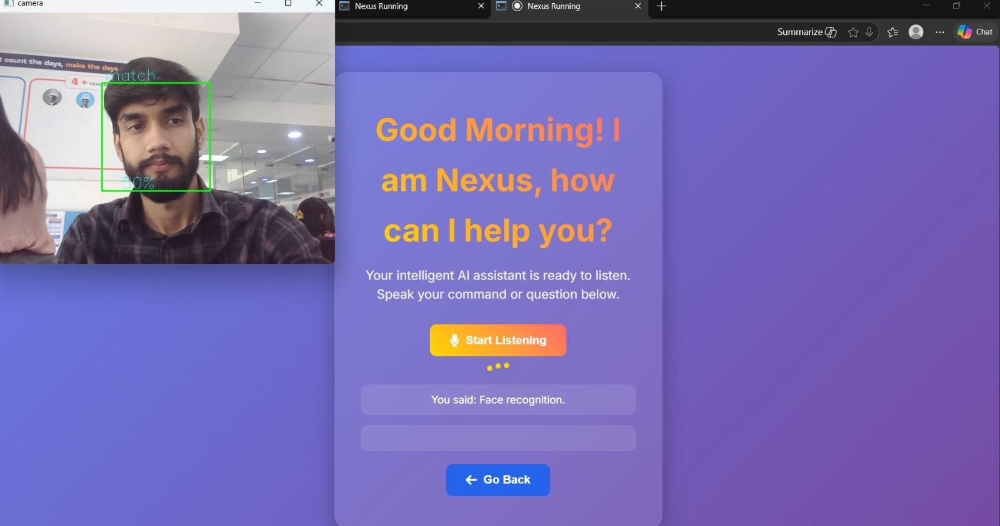 camera
Nexus Running
Nexus Running
Summarize
Chat
count the days, make the days
4 + YEA
match
50%
Good Morning! I
am Nexus, how
can I help you?
Your intelligent AI assistant is ready to listen.
Speak your command or question below.
Start Listening
You said: Face recognition.
Go Back